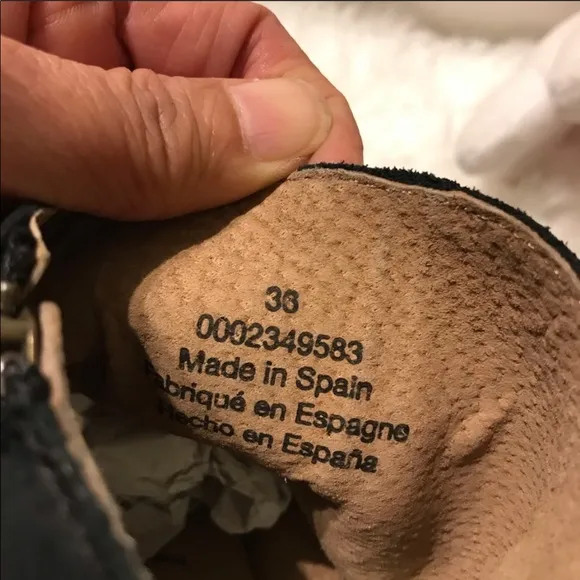 36
0002349583
Made in Spain
Fabriqué en Espagne
Hecho en España